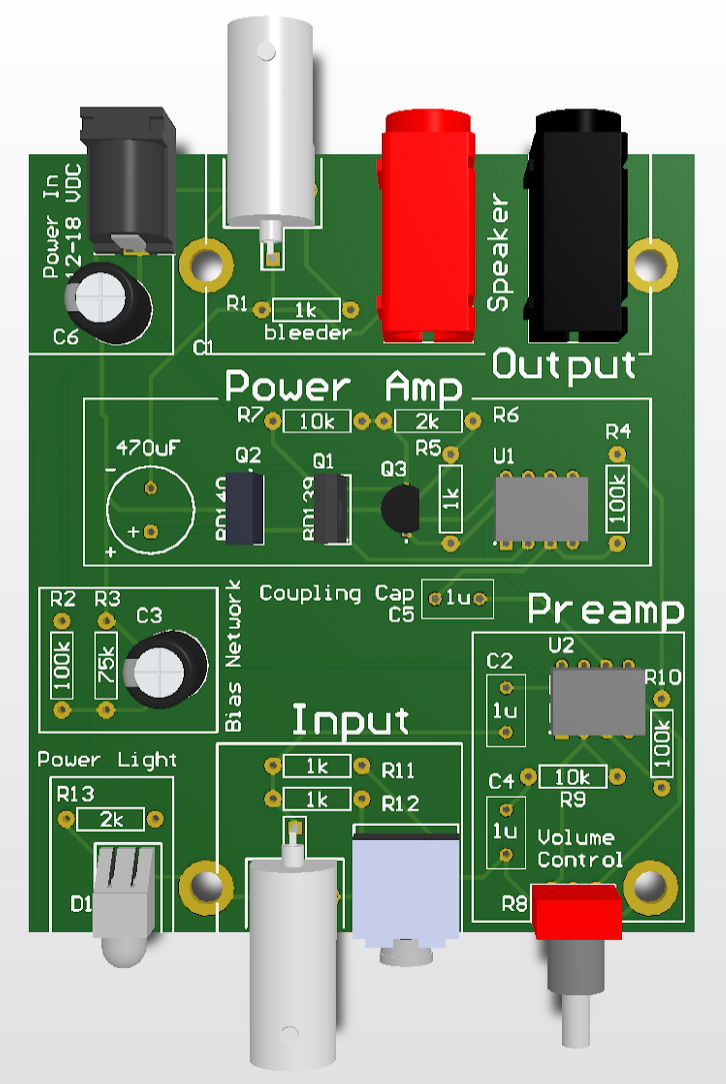 Power In
12-18 VDC
C6
R1
1k
bleeder
C1
Speaker
Output
Power Amp
R7
10k
2k
R6
470uF
-
+
+
Q2
BD140
Q1
BD139
Q3
R5
1k
U1
R4
100k
R2
100k
R3
75k
C3
Bias Network
Coupling Cap
C5
1u
Preamp
U2
C2
1u
R10
100k
C4
1u
10k
R9
Volume
Control
R8
Input
1k
R11
1k
R12
Power Light
R13
2k
D1